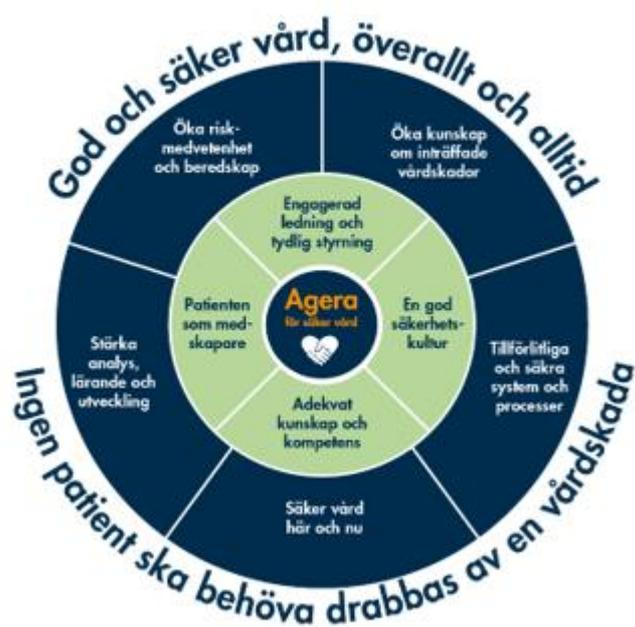 God och säker vård, överallt och alltid
Öka risk-
medvetenhet
och beredskap
Öka kunskap
om inträffade
vårdskador
Engagerad
ledning och
tydlig styrning
Patienten
som med-
skapare
Agera
för säker vård
En god
säkerhets-
kultur
Stärka
analys,
lärande och
utveckling
Tillförlitliga
och säkra
system och
processer
Adekvat
kunskap och
kompetens
Säker vård
här och nu
Ingen patient ska behöva drabbas av en vårdskada